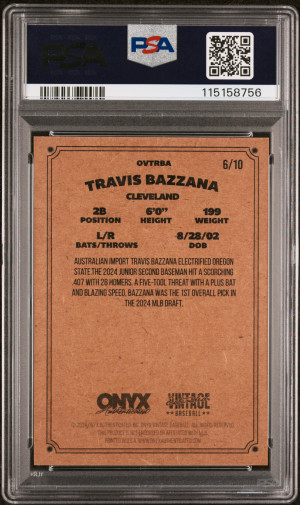 PSA
115158756
OVTRBA
6/10
TRAVIS BAZZANA
CLEVELAND
2B 6'0" 199
POSITION HEIGHT WEIGHT
L/R 8/28/02
BATS/THROWS DOB
AUSTRALIAN IMPORT TRAVIS BAZZANA ELECTRIFIED OREGON
STATE. THE 2024 JUNIOR SECOND BASEMAN HIT A SCORCHING
.407 WITH 28 HOMERS. A FIVE-TOOL THREAT WITH A PLUS BAT
AND BLAZING SPEED, BAZZANA WAS THE 1ST OVERALL PICK IN
THE 2024 MLB DRAFT.
ONYX VINTAGE
BASEBALL